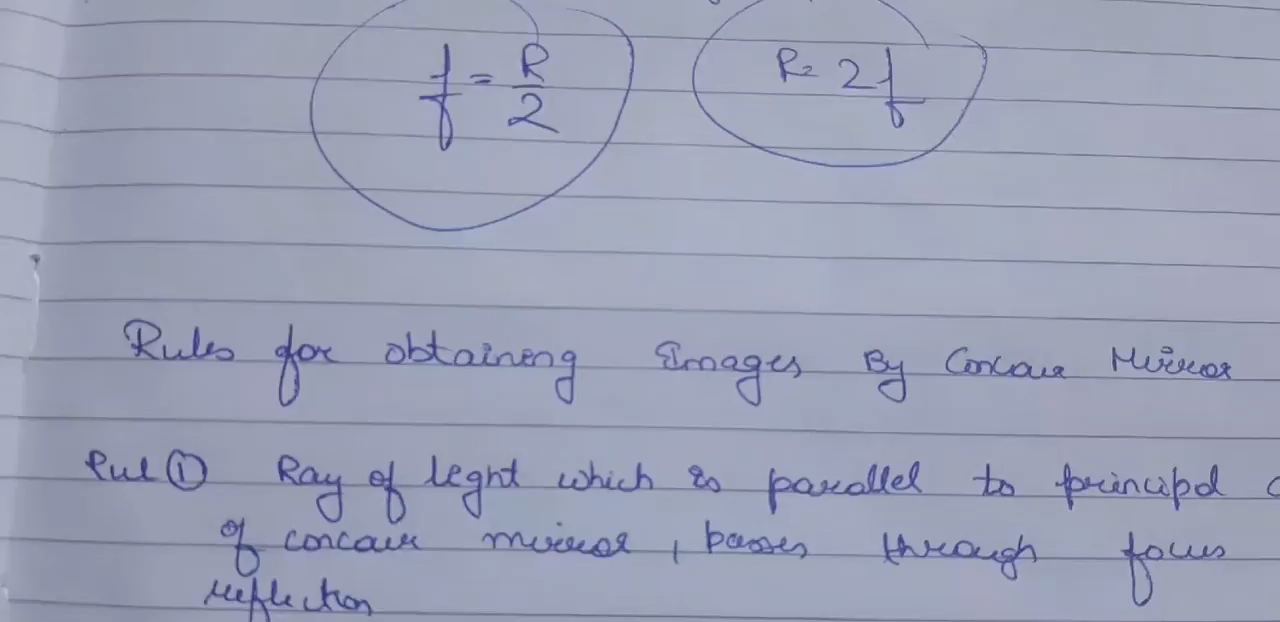 f = R/2
R = 2f
Rules for obtaining Images By Concave Mirror
Rul ① Ray of light which is parallel to principal
of concave mirror, passes through focus
reflection